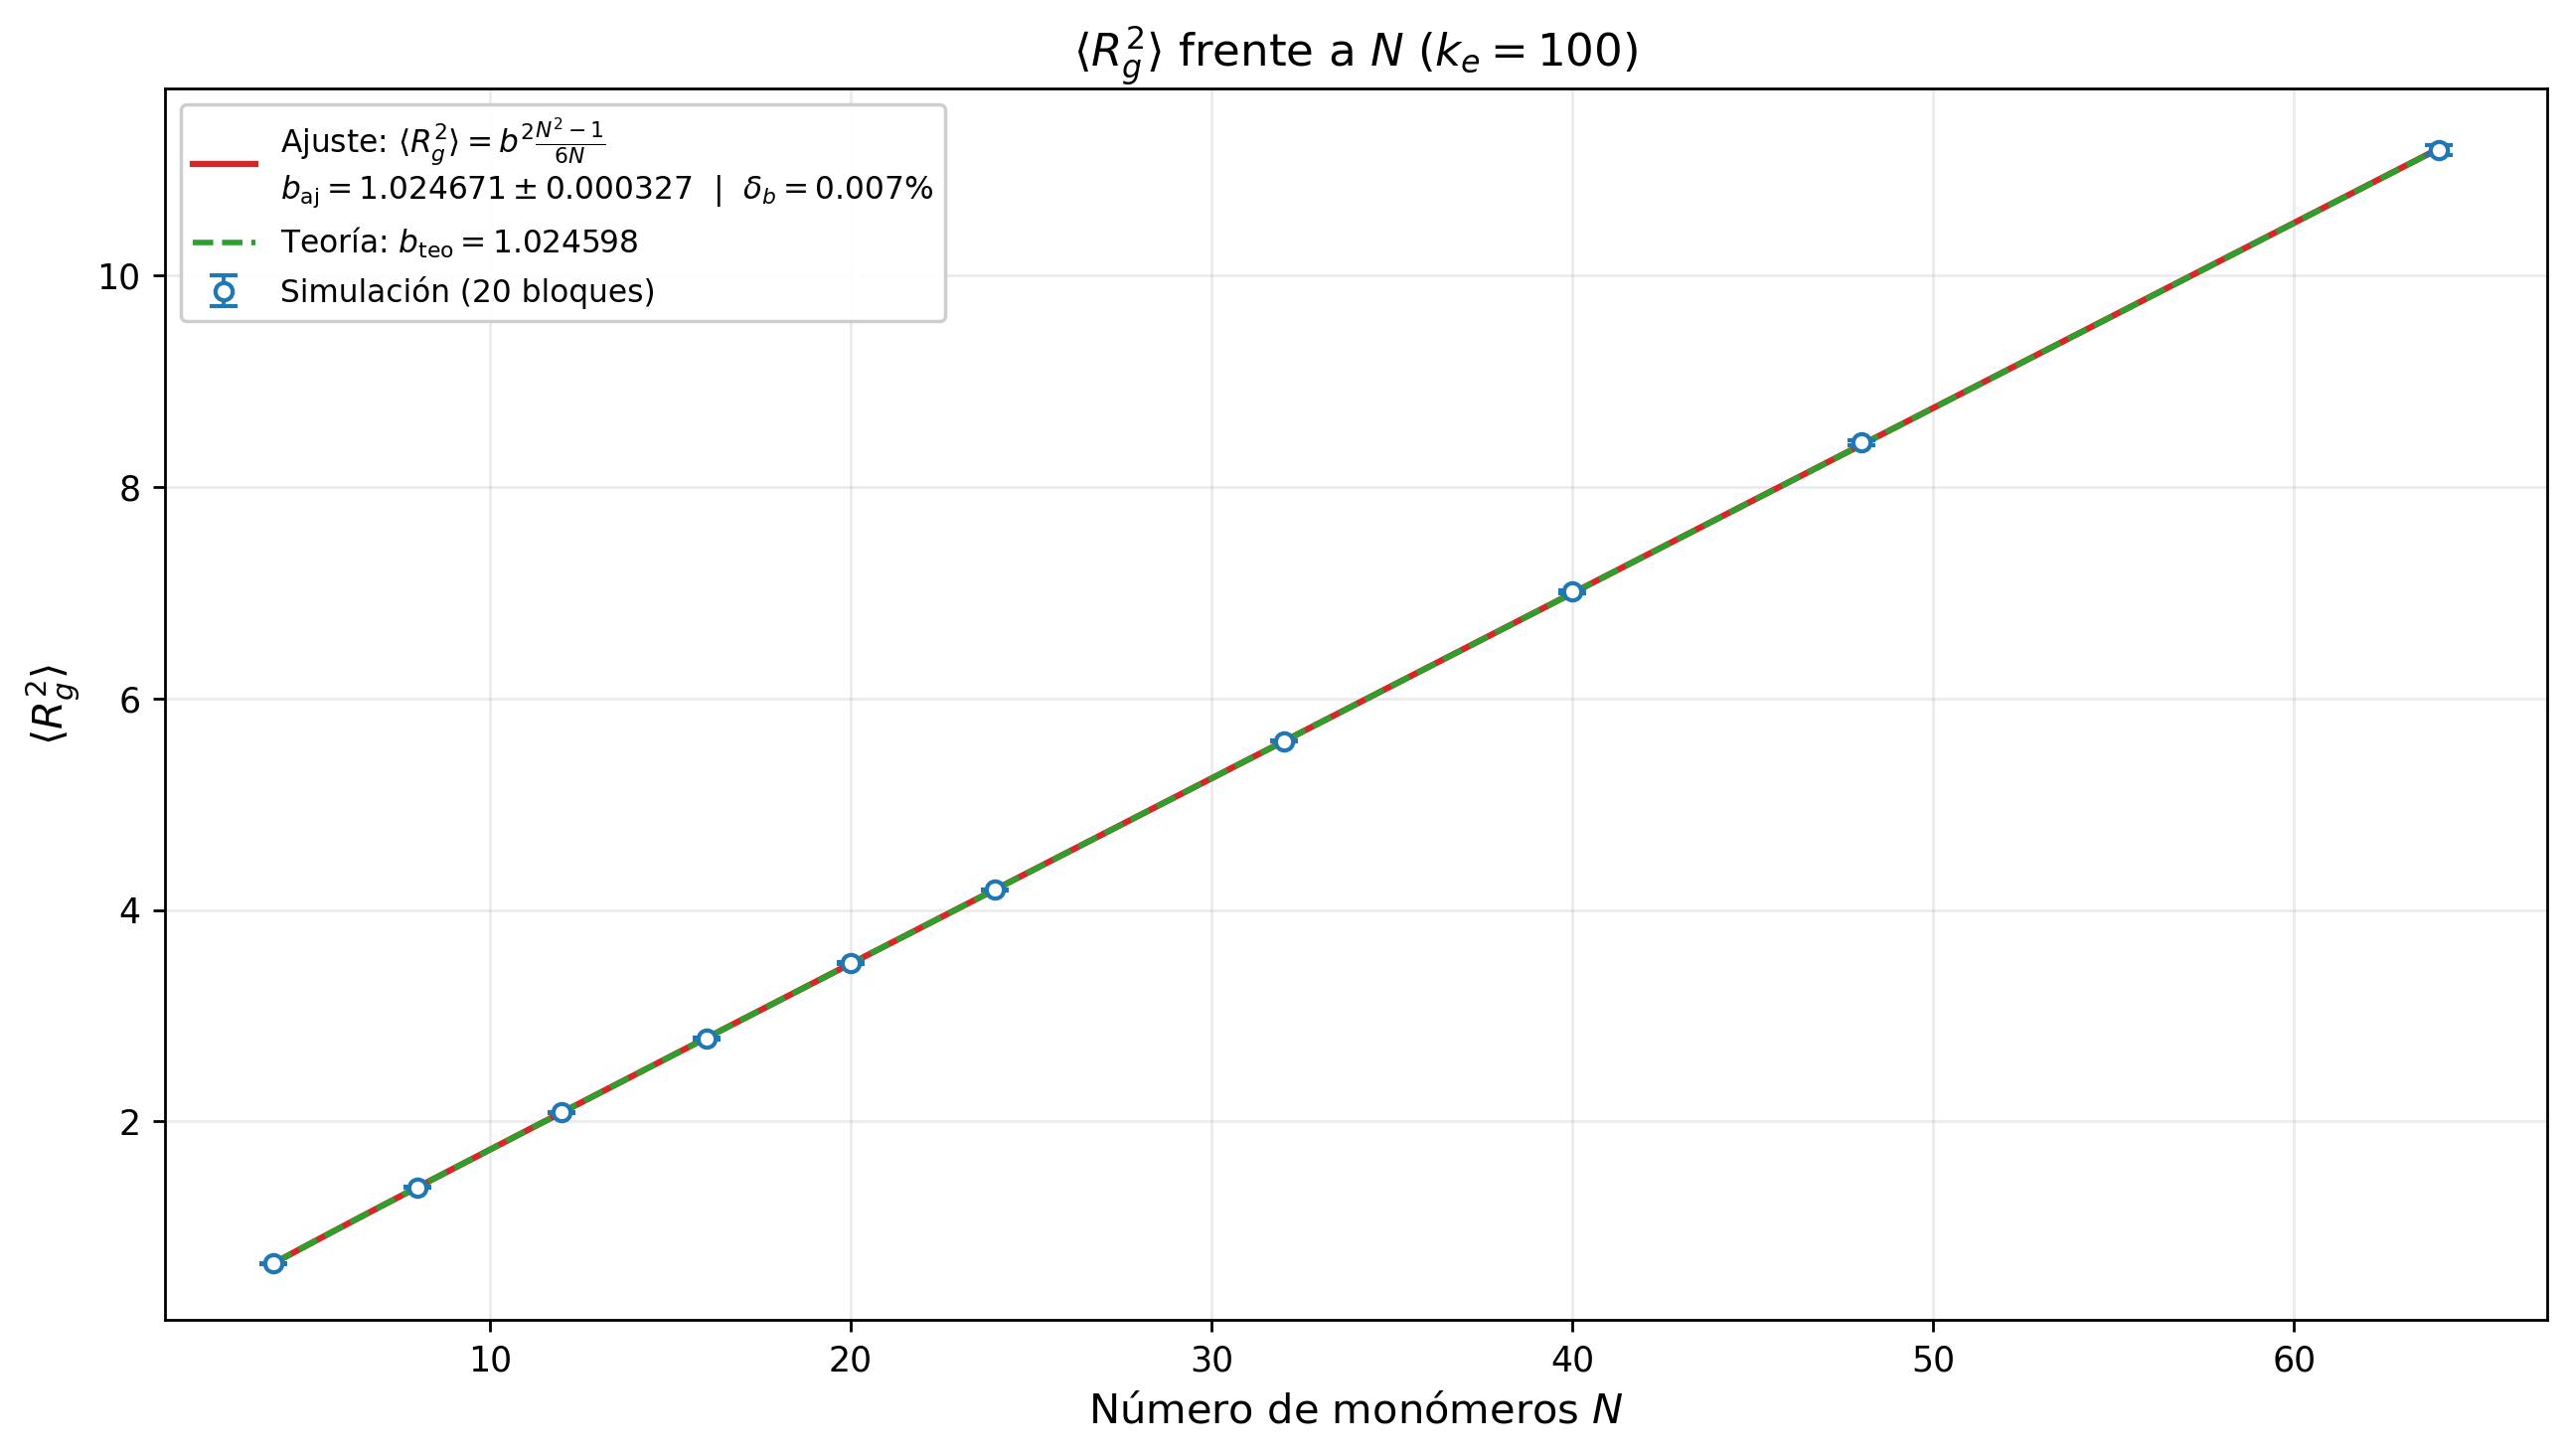 ⟨R_g^2⟩ frente a N (k_e = 100)
Ajuste: ⟨R_g^2⟩ = b^2 \frac{N^2 − 1}{6N}
b_aj = 1.024671 ± 0.000327 | δ_b = 0.007%
Teoría: b_teo = 1.024598
Simulación (20 bloques)
10
8
6
4
2
⟨R_g^2⟩
10 20 30 40 50 60
Número de monómeros N